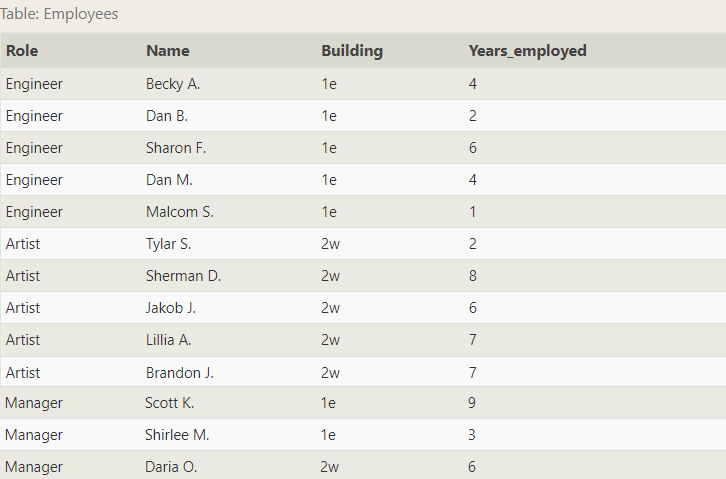 Table: Employees
Role Name Building Years_employed
Engineer Becky A. 1e 4
Engineer Dan B. 1e 2
Engineer Sharon F. 1e 6
Engineer Dan M. 1e 4
Engineer Malcom S. 1e 1
Artist Tylar S. 2w 2
Artist Sherman D. 2w 8
Artist Jakob J. 2w 6
Artist Lillia A. 2w 7
Artist Brandon J. 2w 7
Manager Scott K. 1e 9
Manager Shirlee M. 1e 3
Manager Daria O. 2w 6